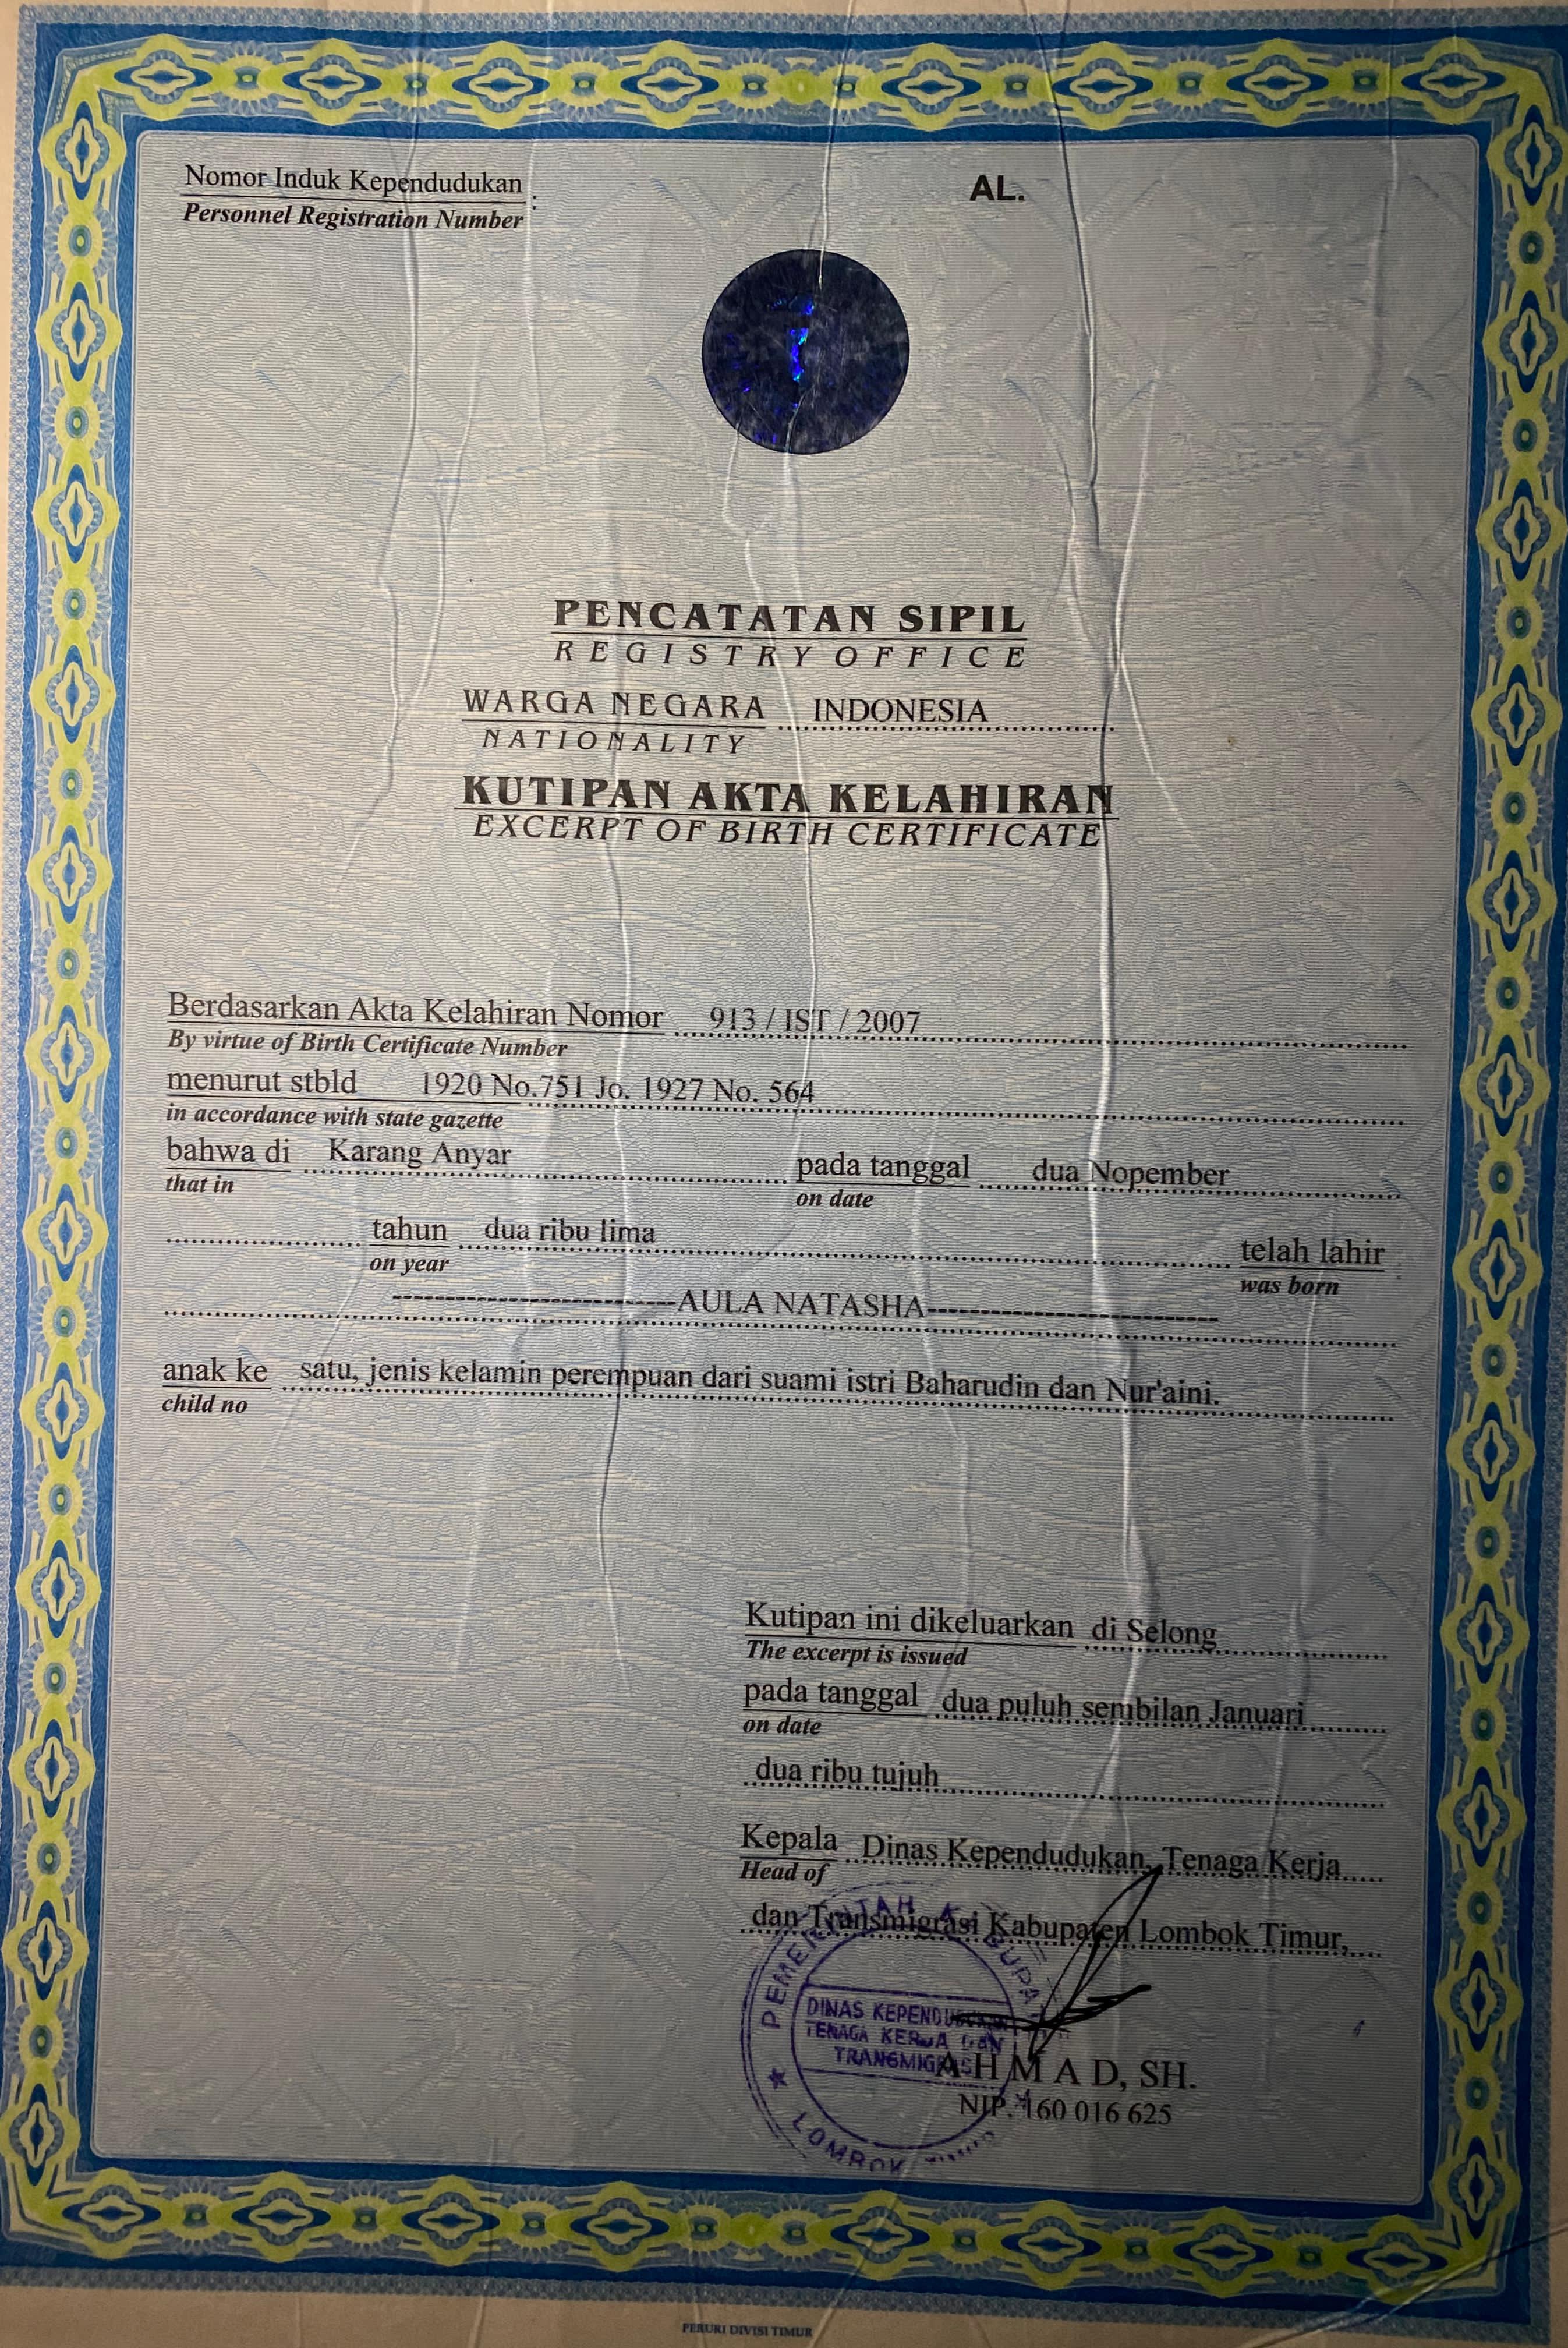 Nomor Induk Kependudukan :
Personnel Registration Number
AL.
PENCATATAN SIPIL
REGISTRY OFFICE
WARGA NEGARA INDONESIA
NATIONALITY
KUTIPAN AKTA KELAHIRAN
EXCERPT OF BIRTH CERTIFICATE
Berdasarkan Akta Kelahiran Nomor 913 / IST / 2007
By virtue of Birth Certificate Number
menurut stbld 1920 No.751 Jo. 1927 No. 564
in accordance with state gazette
bahwa di Karang Anyar pada tanggal dua Nopember
that in on date
tahun dua ribu lima telah lahir
on year was born
AULA NATASHA
anak ke satu, jenis kelamin perempuan dari suami istri Baharudin dan Nur'aini.
child no
Kutipan ini dikeluarkan di Selong
The excerpt is issued
pada tanggal dua puluh sembilan Januari
on date
dua ribu tujuh
Kepala Dinas Kependudukan, Tenaga Kerja
Head of
dan Transmigrasi Kabupaten Lombok Timur,
PEMERINTAH
DINAS
TENAGA KERJA DAN
LOMBOK
AHMAD, SH.
NIP. 160 016 625
PERURI DIVISI TIMUR